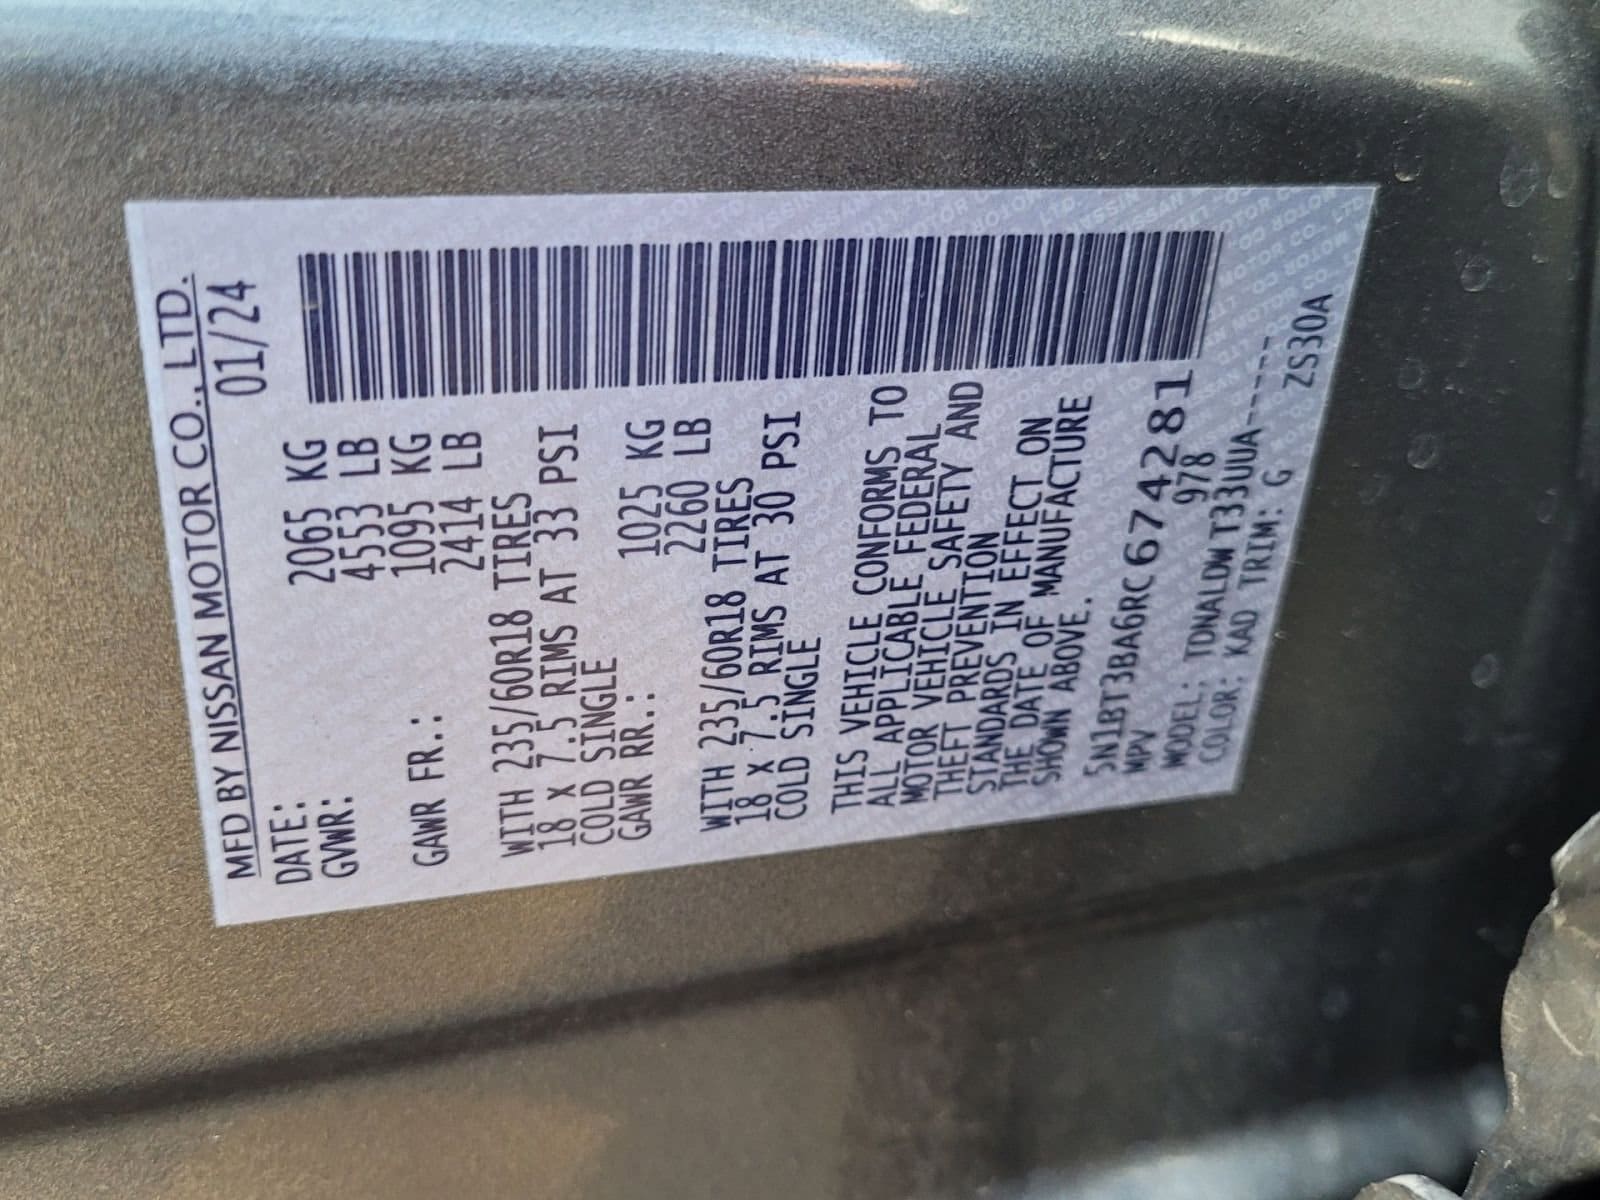 MFD BY NISSAN MOTOR CO., LTD.
DATE: 01/24
GVWR: 2065 KG
4553 LB
GAWR FR.: 1095 KG
2414 LB
WITH 235/60R18 TIRES
18 X 7.5 RIMS AT 33 PSI
COLD SINGLE
GAWR RR.: 1025 KG
2260 LB
WITH 235/60R18 TIRES
18 X 7.5 RIMS AT 30 PSI
COLD SINGLE
THIS VEHICLE CONFORMS TO
ALL APPLICABLE FEDERAL
MOTOR VEHICLE SAFETY AND
THEFT PREVENTION
STANDARDS IN EFFECT ON
THE DATE OF MANUFACTURE
SHOWN ABOVE.
5N1BT3BA6RC674281
MPV 978
MODEL: TDNALDW T33UUA-----
COLOR: KAD TRIM: G ZS30A